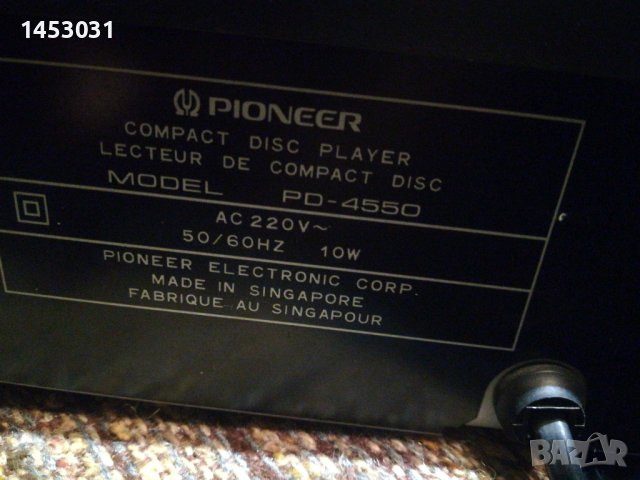 1453031
PIONEER
COMPACT DISC PLAYER
LECTEUR DE COMPACT DISC
MODEL PD-4550
AC 220V~
50/60HZ 10W
PIONEER ELECTRONIC CORP.
MADE IN SINGAPORE
FABRIQUE AU SINGAPOUR
BAZAR